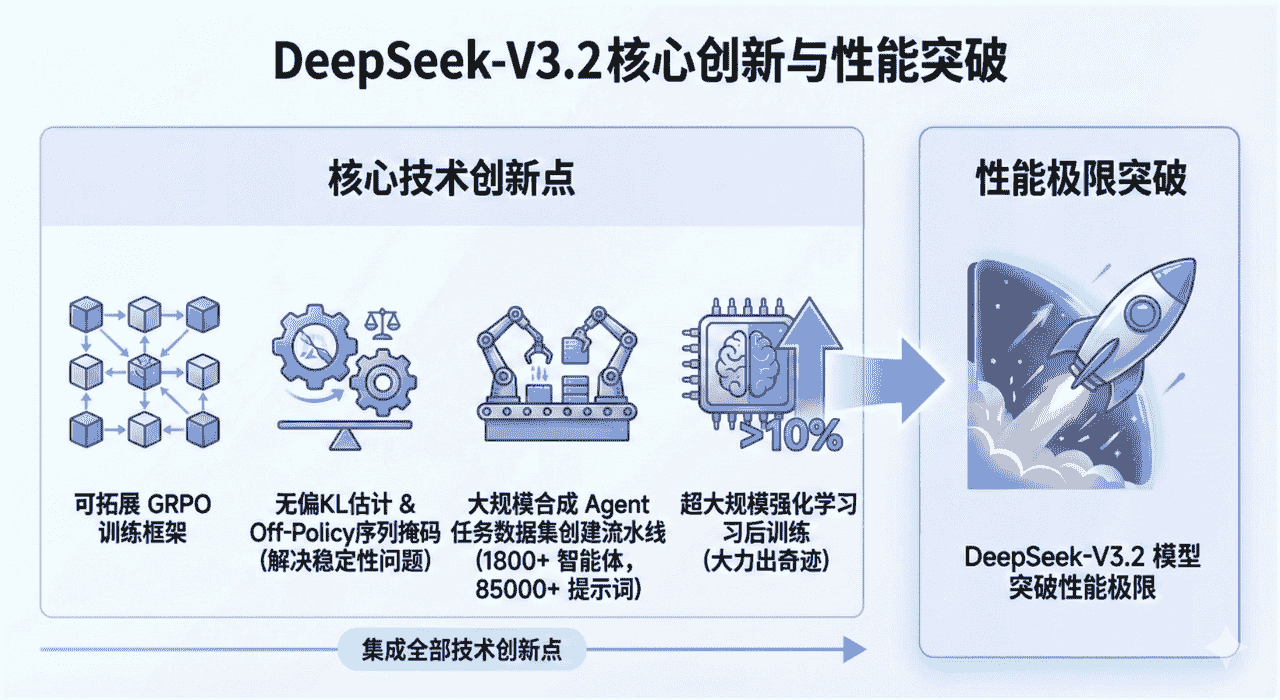 DeepSeek-V3.2核心创新与性能突破
核心技术创新点
可拓展 GRPO
训练框架
无偏KL估计 &
Off-Policy序列掩码
(解决稳定性问题)
大规模合成 Agent
任务数据集创建流水线
(1800+ 智能体，
85000+ 提示词)
>10%
超大规模强化学习
习后训练
(大力出奇迹)
集成全部技术创新点
性能极限突破
DeepSeek-V3.2 模型
突破性能极限